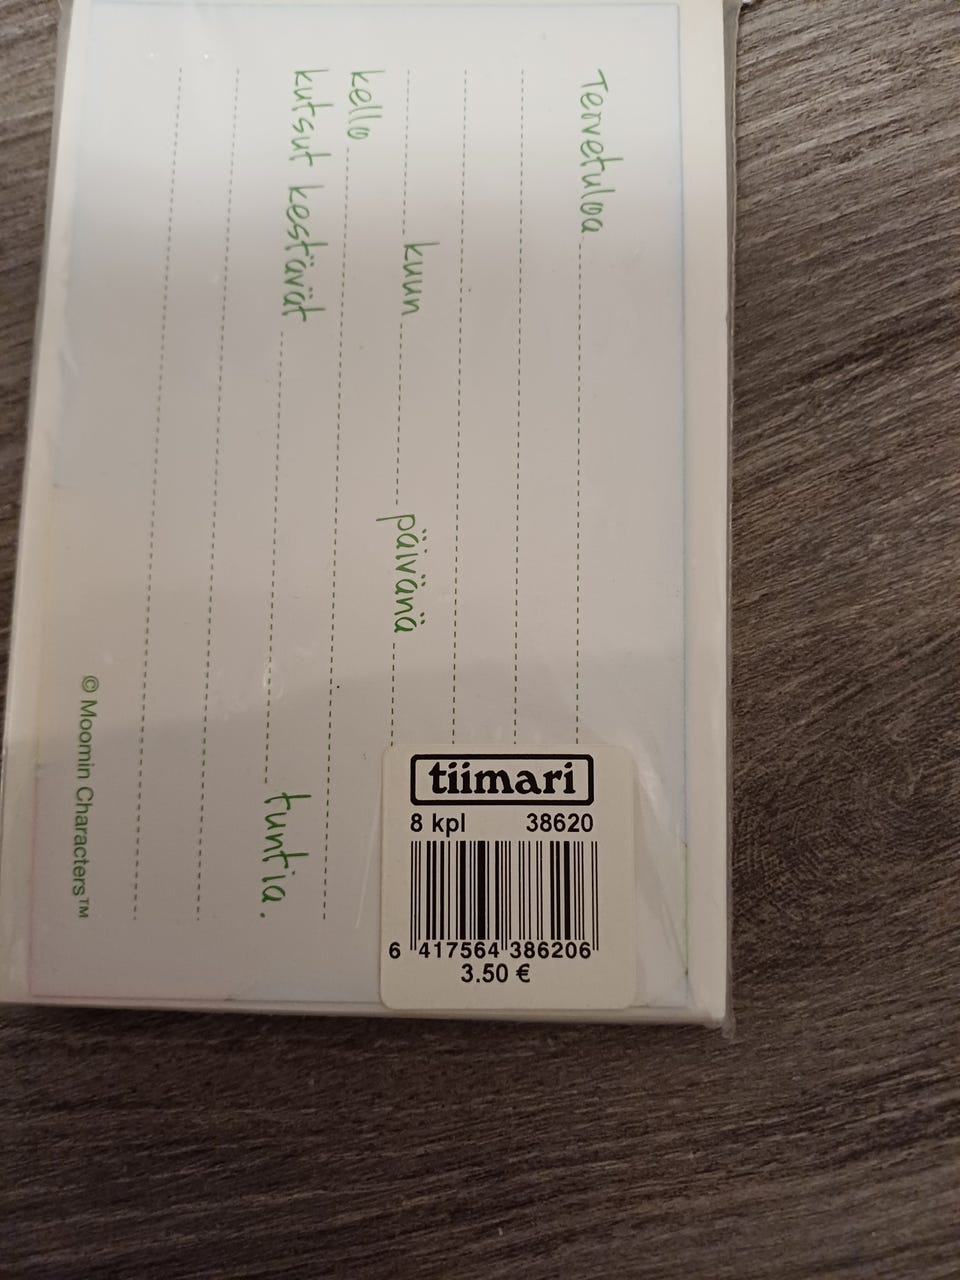 Tervetuloa
kuun päivänä
kello
kutsut kestävät
tuntia.
© Moomin Characters™
tiimari
8 kpl 38620
6 417564 386206
3.50 €